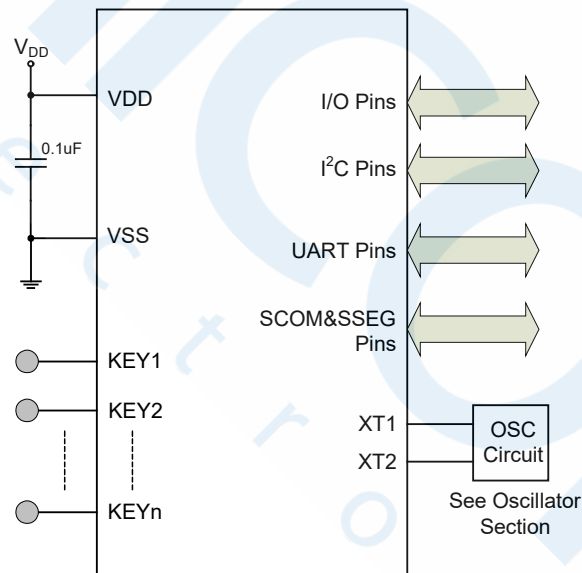 V_DD
VDD
0.1uF
VSS
KEY1
KEY2
KEYn
I/O Pins
I²C Pins
UART Pins
SCOM&SSEG
Pins
XT1
XT2
OSC
Circuit
See Oscillator
Section
e c t r o